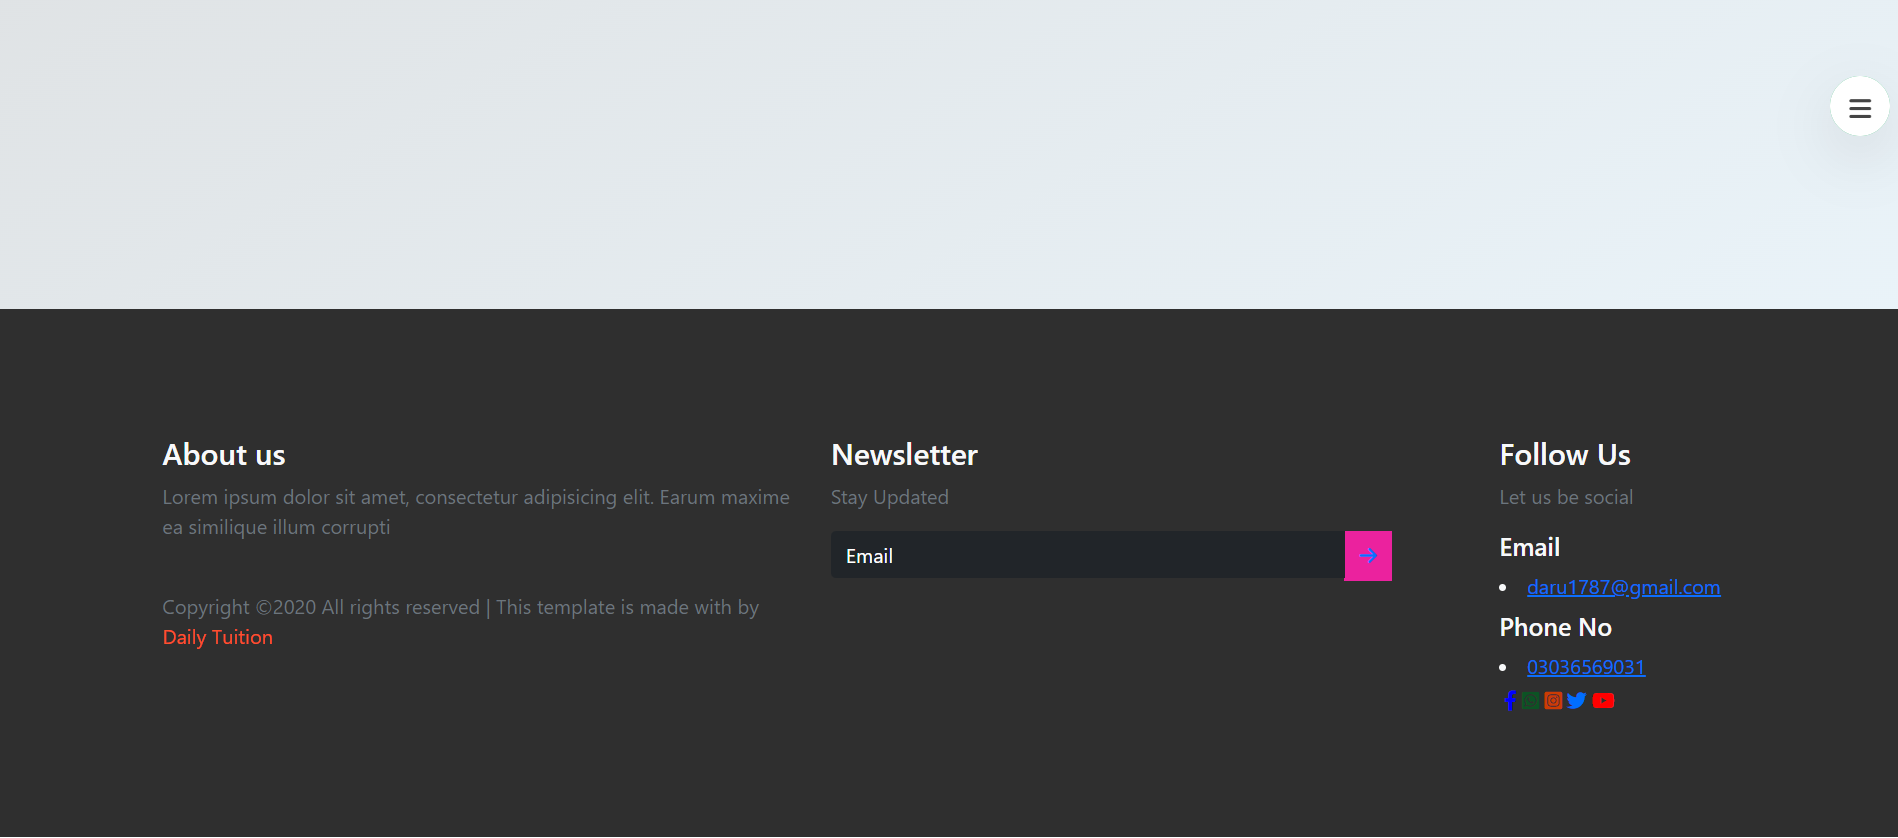 About us
Lorem ipsum dolor sit amet, consectetur adipisicing elit. Earum maxime
ea similique illum corrupti
Copyright ©2020 All rights reserved | This template is made with by
Daily Tuition
Newsletter
Stay Updated
Email
Follow Us
Let us be social
Email
daru1787@gmail.com
Phone No
03036569031